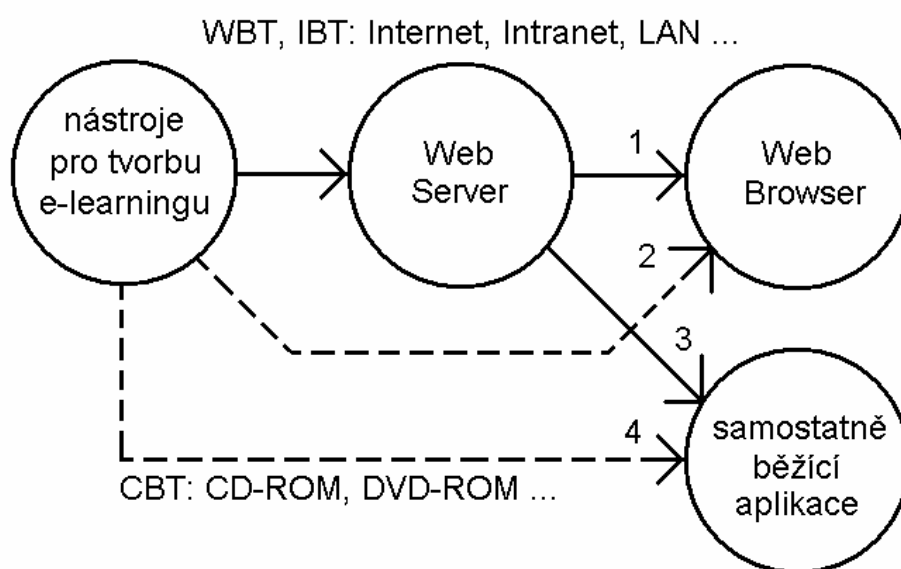 WBT, IBT: Internet, Intranet, LAN ...
nástroje
pro tvorbu
e-learningu
Web
Server
1
Web
Browser
2
3
4
samostatně
běžící
aplikace
CBT: CD-ROM, DVD-ROM ...